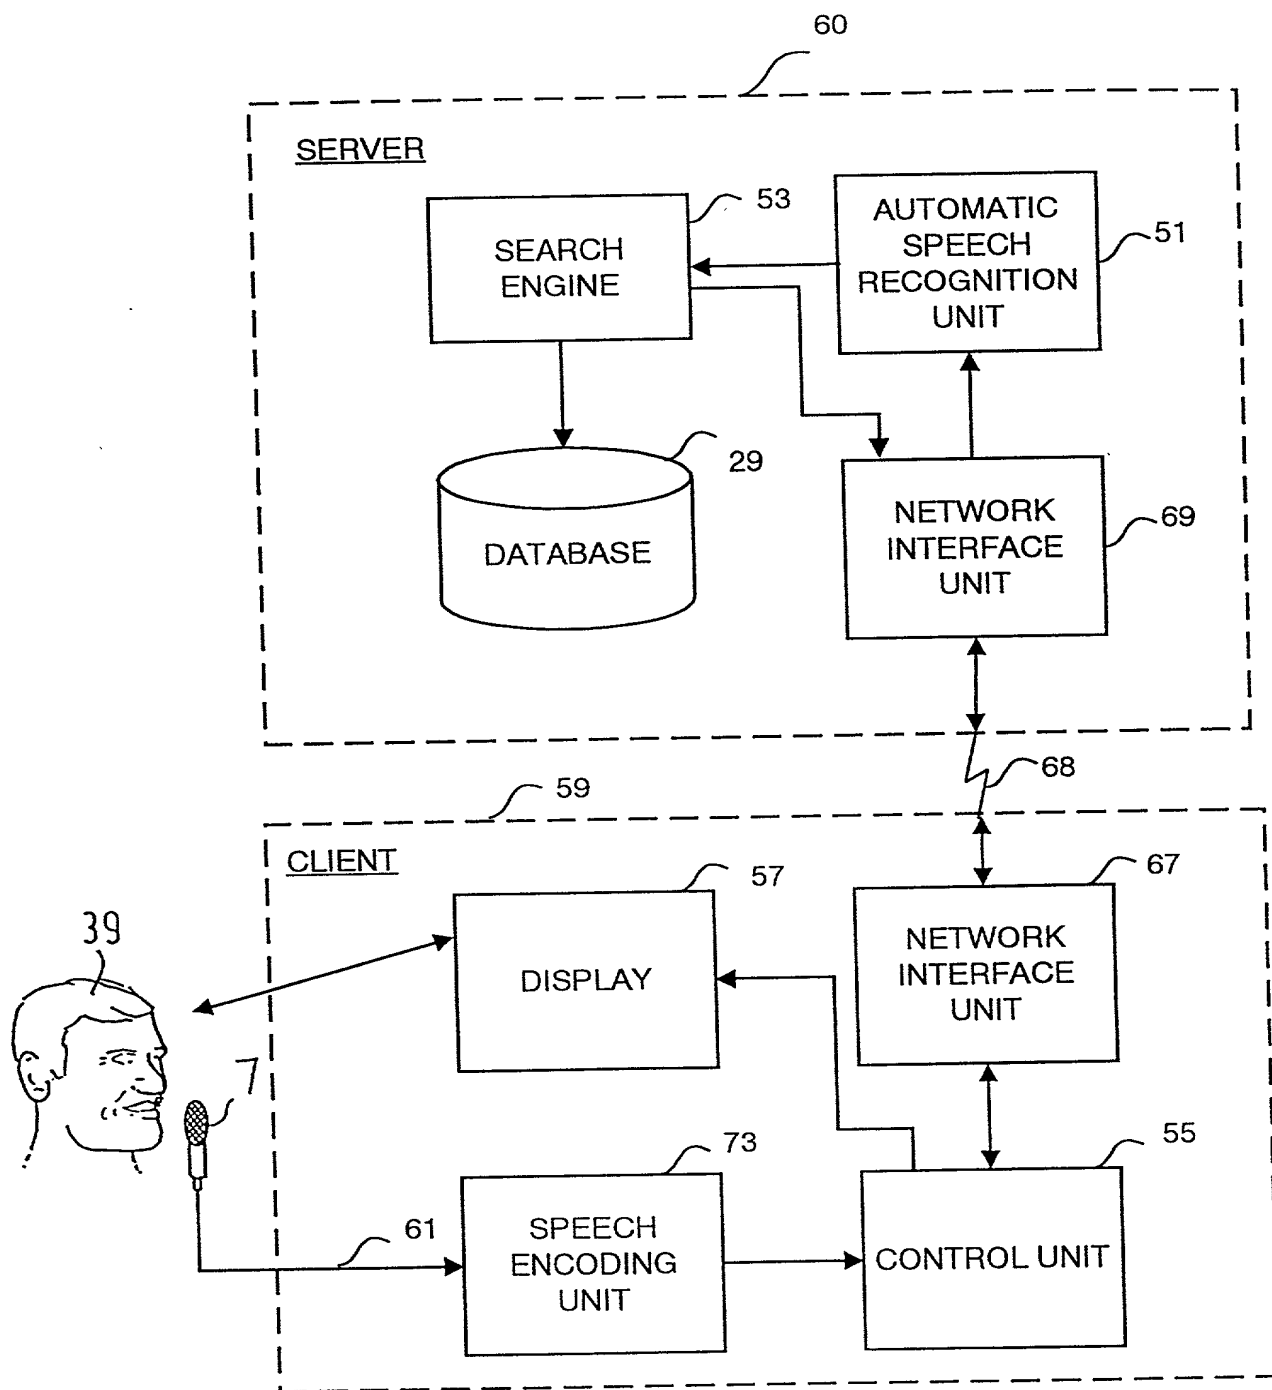 60
SERVER
53
SEARCH
ENGINE
AUTOMATIC
SPEECH
RECOGNITION
UNIT
51
29
DATABASE
NETWORK
INTERFACE
UNIT
69
68
59
CLIENT
57
DISPLAY
67
NETWORK
INTERFACE
UNIT
39
7
73
SPEECH
ENCODING
UNIT
61
55
CONTROL UNIT